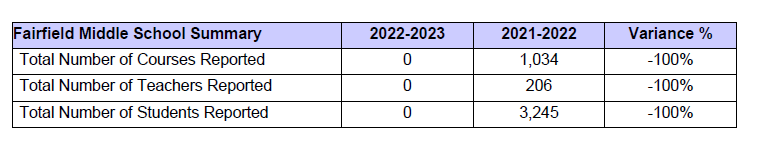 Fairfield Middle School Summary 2022-2023 2021-2022 Variance %
Total Number of Courses Reported 0 1,034 -100%
Total Number of Teachers Reported 0 206 -100%
Total Number of Students Reported 0 3,245 -100%